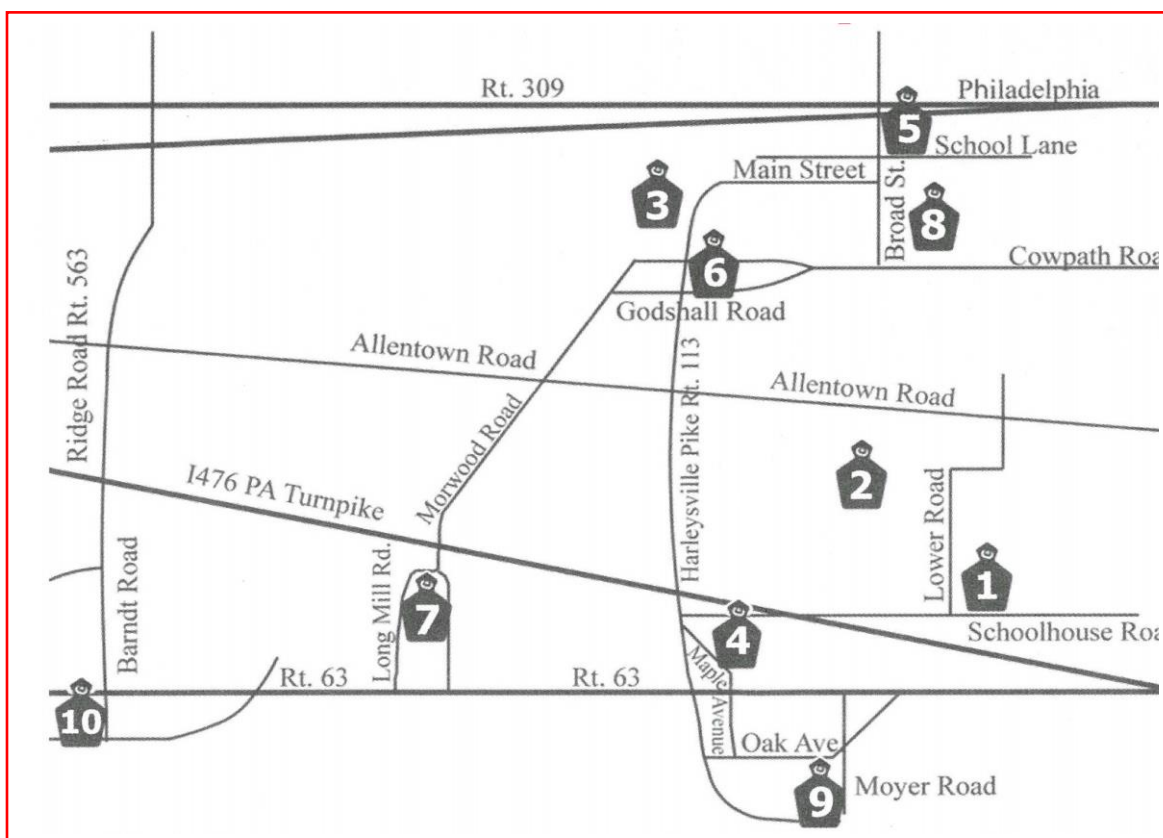 Rt. 309
Philadelphia
5
School Lane
Main Street
3
Broad St.
8
Cowpath Roa
6
Godshall Road
Ridge Road Rt. 563
Allentown Road
Harleysville Pike Rt. 113
Allentown Road
Morwood Road
2
I476 PA Turnpike
Lower Road
1
Barndt Road
Long Mill Rd.
7
4
Schoolhouse Roa
Maple Avenue
Rt. 63
Rt. 63
10
Oak Ave
9
Moyer Road